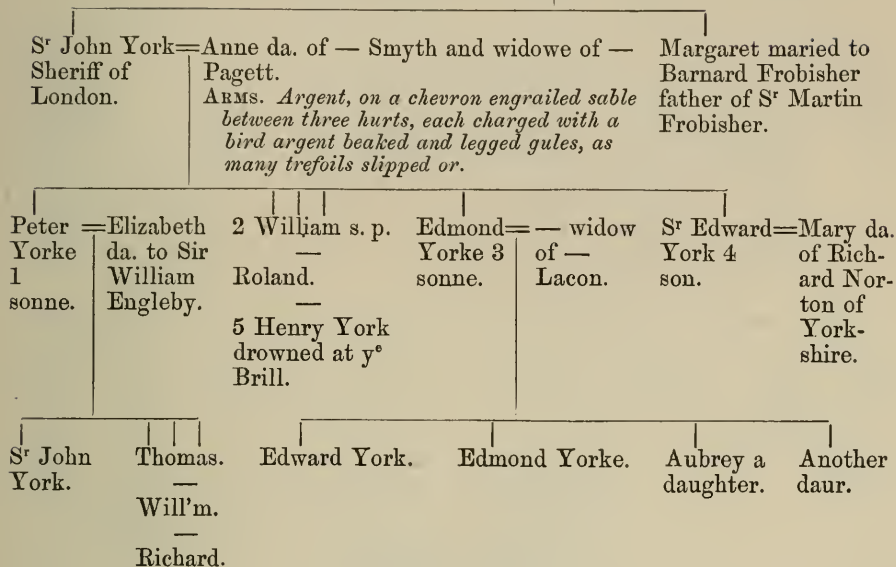 Sʳ John York=Anne da. of — Smyth and widowe of —
Sheriff of
London.
Pagett.
ARMS. Argent, on a chevron engrailed sable
between three hurts, each charged with a
bird argent beaked and legged gules, as
many trefoils slipped or.
Margaret maried to
Barnard Frobisher
father of Sʳ Martin
Frobisher.
Peter
Yorke
1
sonne.
=Elizabeth
da. to Sir
William
Engleby.
2 William s. p.
—
Roland.
—
5 Henry York
drowned at yᵉ
Brill.
Edmond=
Yorke 3
sonne.
— widow
of —
Lacon.
Sʳ Edward=
York 4
son.
Mary da.
of Rich-
ard Nor-
ton of
York-
shire.
Sʳ John
York.
Thomas.
—
Will'm.
—
Richard.
Edward York.
Edmond Yorke.
Aubrey a
daughter.
Another
daur.